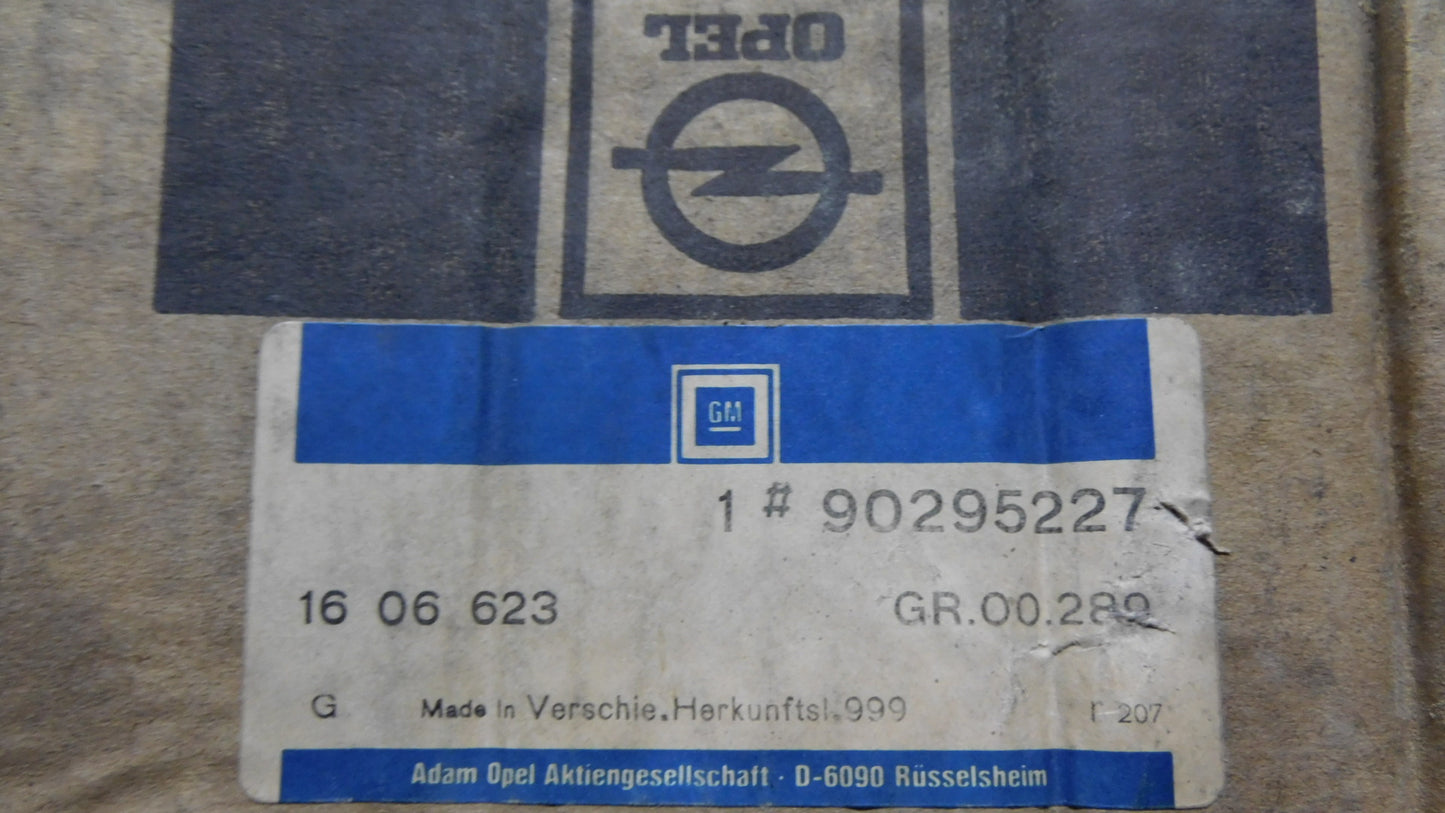 OPEL
GM
1 # 90295227
16 06 623 GR.00.289
G Made in Verschie.Herkunftsl.999 r 207
Adam Opel Aktiengesellschaft · D-6090 Rüsselsheim